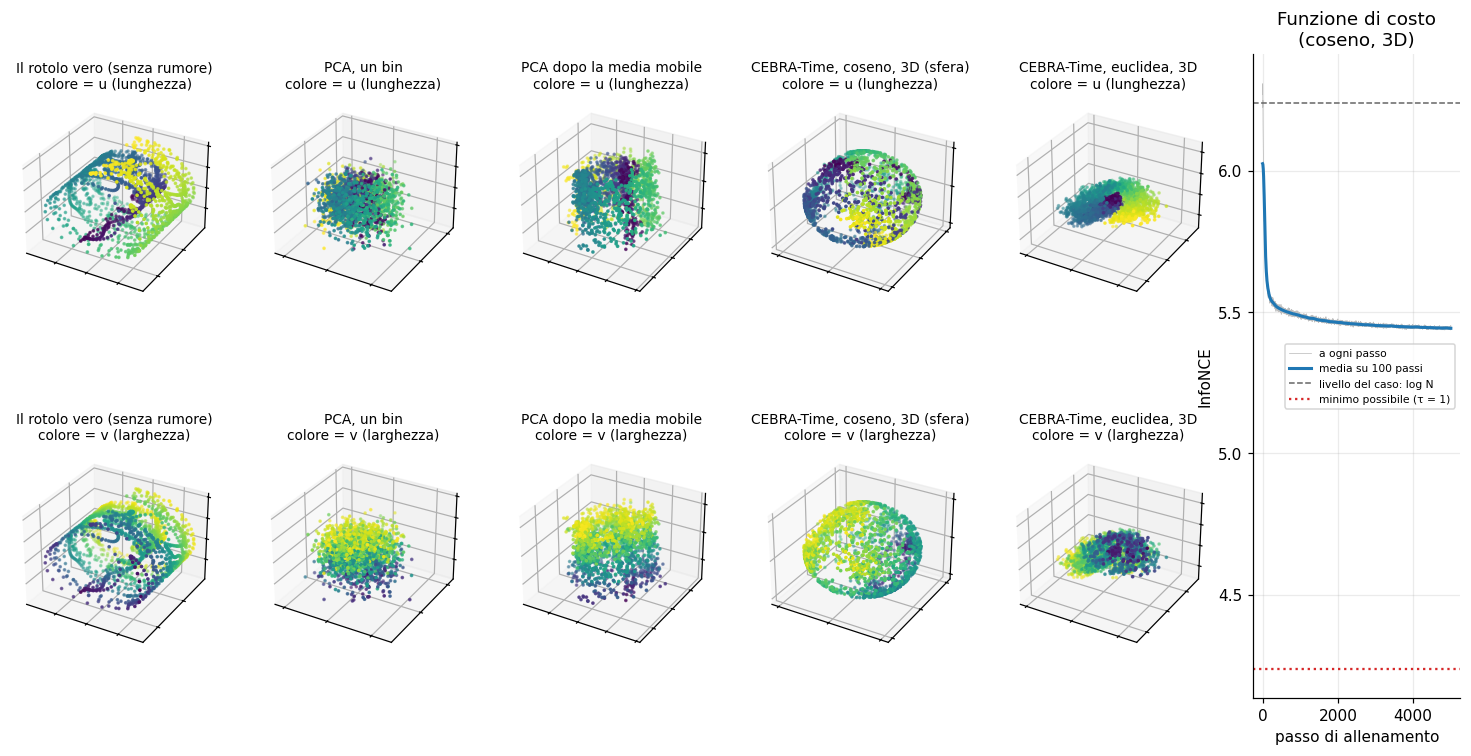 Il rotolo vero (senza rumore)
colore = u (lunghezza)
PCA, un bin
colore = u (lunghezza)
PCA dopo la media mobile
colore = u (lunghezza)
CEBRA-Time, coseno, 3D (sfera)
colore = u (lunghezza)
CEBRA-Time, euclidea, 3D
colore = u (lunghezza)
Il rotolo vero (senza rumore)
colore = v (larghezza)
PCA, un bin
colore = v (larghezza)
PCA dopo la media mobile
colore = v (larghezza)
CEBRA-Time, coseno, 3D (sfera)
colore = v (larghezza)
CEBRA-Time, euclidea, 3D
colore = v (larghezza)
Funzione di costo
(coseno, 3D)
InfoNCE
6.0
5.5
5.0
4.5
a ogni passo
media su 100 passi
livello del caso: log N
minimo possibile (τ = 1)
0
2000
4000
passo di allenamento